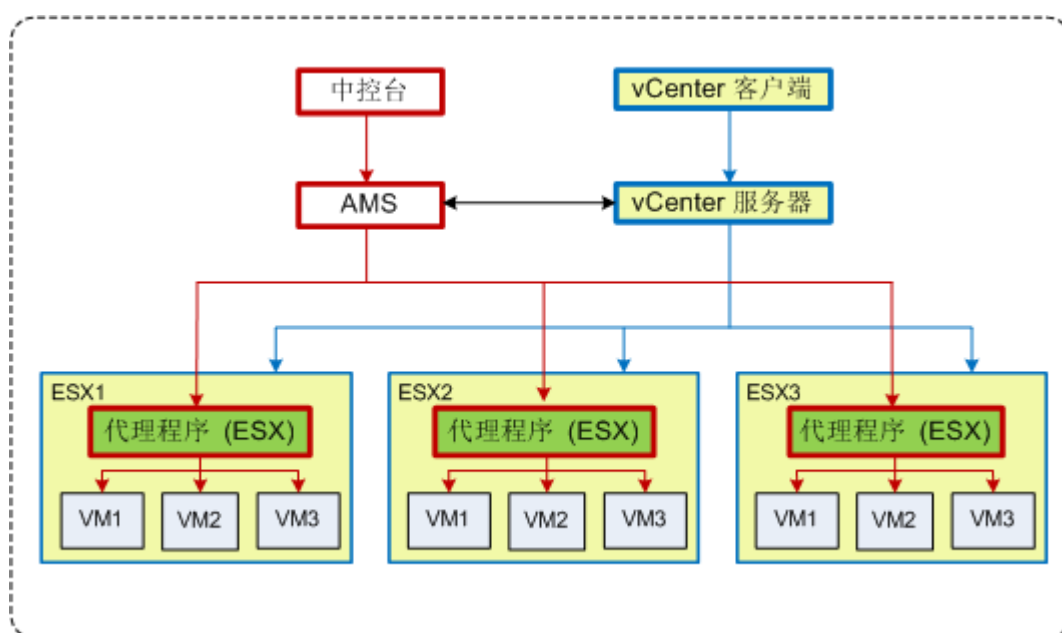 中控台
vCenter 客户端
AMS
vCenter 服务器
ESX1
代理程序 (ESX)
VM1
VM2
VM3
ESX2
代理程序 (ESX)
VM1
VM2
VM3
ESX3
代理程序 (ESX)
VM1
VM2
VM3